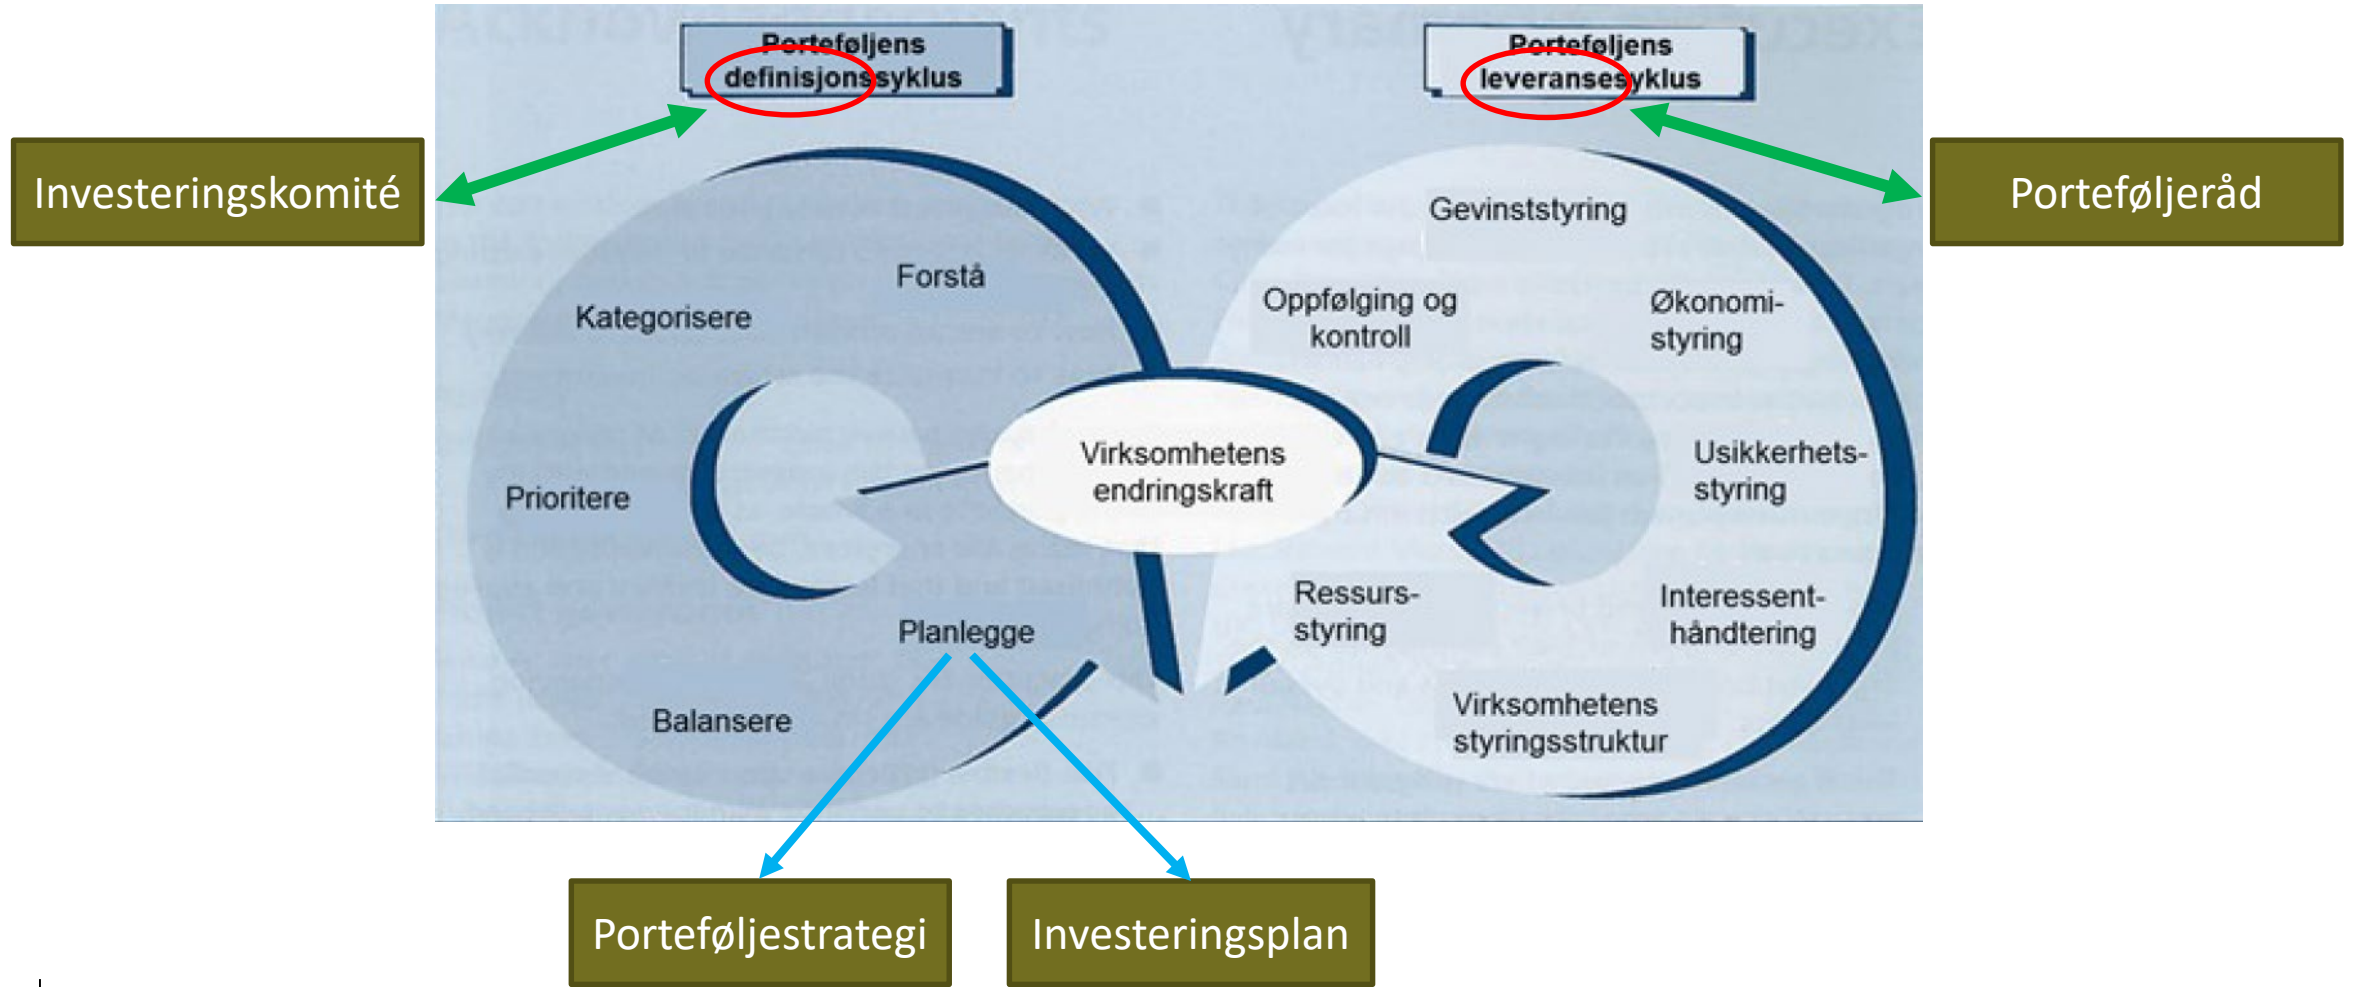 Porteføljens
definisjonssyklus
Porteføljens
leveransesyklus
Investeringskomité
Porteføljeråd
Gevinststyring
Forstå
Kategorisere
Oppfølging og
kontroll
Økonomi-
styring
Virksomhetens
endringskraft
Usikkerhets-
styring
Prioritere
Ressurs-
styring
Interessent-
håndtering
Planlegge
Balansere
Virksomhetens
styringsstruktur
Porteføljestrategi
Investeringsplan